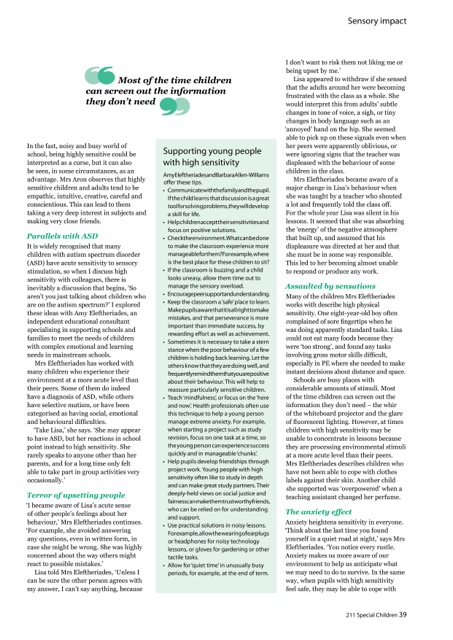 Sensory impact
Most of the time children
can screen out the information
they don't need
In the fast, noisy and busy world of
school, being highly sensitive could be
interpreted as a curse, but it can also
be seen, in some circumstances, as an
advantage. Mrs Aron observes that highly
sensitive children and adults tend to be
empathic, intuitive, creative, careful and
conscientious. This can lead to them
taking a very deep interest in subjects and
making very close friends.
Parallels with ASD
It is widely recognised that many
children with autism spectrum disorder
(ASD) have acute sensitivity to sensory
stimulation, so when I discuss high
sensitivity with colleagues, there is
inevitably a discussion that begins, 'So
aren't you just talking about children who
are on the autism spectrum?' I explored
these ideas with Amy Eleftheriades, an
independent educational consultant
specialising in supporting schools and
families to meet the needs of children
with complex emotional and learning
needs in mainstream schools.
Mrs Eleftheriades has worked with
many children who experience their
environment at a more acute level than
their peers. Some of them do indeed
have a diagnosis of ASD, while others
have selective mutism, or have been
categorised as having social, emotional
and behavioural difficulties.
'Take Lisa,' she says. 'She may appear
to have ASD, but her reactions in school
point instead to high sensitivity. She
rarely speaks to anyone other than her
parents, and for a long time only felt
able to take part in group activities very
occasionally.'
Terror of upsetting people
'I became aware of Lisa's acute sense
of other people's feelings about her
behaviour,' Mrs Eleftheriades continues.
'For example, she avoided answering
any questions, even in written form, in
case she might be wrong. She was highly
concerned about the way others might
react to possible mistakes.'
Lisa told Mrs Eleftheriades, 'Unless I
can be sure the other person agrees with
my answer, I can't say anything, because
Supporting young people
with high sensitivity
Amy Eleftheriades and Barbara Allen-Williams
offer these tips.
• Communicate with the family and the pupil.
If the child learns that discussion is a great
tool for solving problems, they will develop
a skill for life.
• Help children accept their sensitivities and
focus on positive solutions.
• Check the environment. What can be done
to make the classroom experience more
manageable for them? For example, where
is the best place for these children to sit?
• If the classroom is buzzing and a child
looks uneasy, allow them time out to
manage the sensory overload.
• Encourage peer support and understanding.
• Keep the classroom a 'safe' place to learn.
Make pupils aware that it is all right to make
mistakes, and that perseverance is more
important than immediate success, by
rewarding effort as well as achievement.
• Sometimes it is necessary to take a stern
stance when the poor behaviour of a few
children is holding back learning. Let the
others know that they are doing well, and
frequently remind them that you are positive
about their behaviour. This will help to
reassure particularly sensitive children.
• Teach 'mindfulness', or focus on the 'here
and now'. Health professionals often use
this technique to help a young person
manage extreme anxiety. For example,
when starting a project such as study
revision, focus on one task at a time, so
the young person can experience success
quickly and in manageable 'chunks'.
• Help pupils develop friendships through
project work. Young people with high
sensitivity often like to study in depth
and can make great study partners. Their
deeply-held views on social justice and
fairness can make them trustworthy friends,
who can be relied on for understanding
and support.
• Use practical solutions in noisy lessons.
For example, allow the wearing of earplugs
or headphones for noisy technology
lessons, or gloves for gardening or other
tactile tasks.
• Allow for 'quiet time' in unusually busy
periods, for example, at the end of term.
I don't want to risk them not liking me or
being upset by me.'
Lisa appeared to withdraw if she sensed
that the adults around her were becoming
frustrated with the class as a whole. She
would interpret this from adults' subtle
changes in tone of voice, a sigh, or tiny
changes in body language such as an
'annoyed' hand on the hip. She seemed
able to pick up on these signals even when
her peers were apparently oblivious, or
were ignoring signs that the teacher was
displeased with the behaviour of some
children in the class.
Mrs Eleftheriades became aware of a
major change in Lisa's behaviour when
she was taught by a teacher who shouted
a lot and frequently told the class off.
For the whole year Lisa was silent in his
lessons. It seemed that she was absorbing
the 'energy' of the negative atmosphere
that built up, and assumed that his
displeasure was directed at her and that
she must be in some way responsible.
This led to her becoming almost unable
to respond or produce any work.
Assaulted by sensations
Many of the children Mrs Eleftheriades
works with describe high physical
sensitivity. One eight-year-old boy often
complained of sore fingertips when he
was doing apparently standard tasks. Lisa
could not eat many foods because they
were 'too strong', and found any tasks
involving gross motor skills difficult,
especially in PE where she needed to make
instant decisions about distance and space.
Schools are busy places with
considerable amounts of stimuli. Most
of the time children can screen out the
information they don't need – the whir
of the whiteboard projector and the glare
of fluorescent lighting. However, at times
children with high sensitivity may be
unable to concentrate in lessons because
they are processing environmental stimuli
at a more acute level than their peers.
Mrs Eleftheriades describes children who
have not been able to cope with clothes
labels against their skin. Another child
she supported was 'overpowered' when a
teaching assistant changed her perfume.
The anxiety effect
Anxiety heightens sensitivity in everyone.
'Think about the last time you found
yourself in a quiet road at night,' says Mrs
Eleftheriades. 'You notice every rustle.
Anxiety makes us more aware of our
environment to help us anticipate what
we may need to do to survive. In the same
way, when pupils with high sensitivity
feel safe, they may be able to cope with
211 Special Children 39